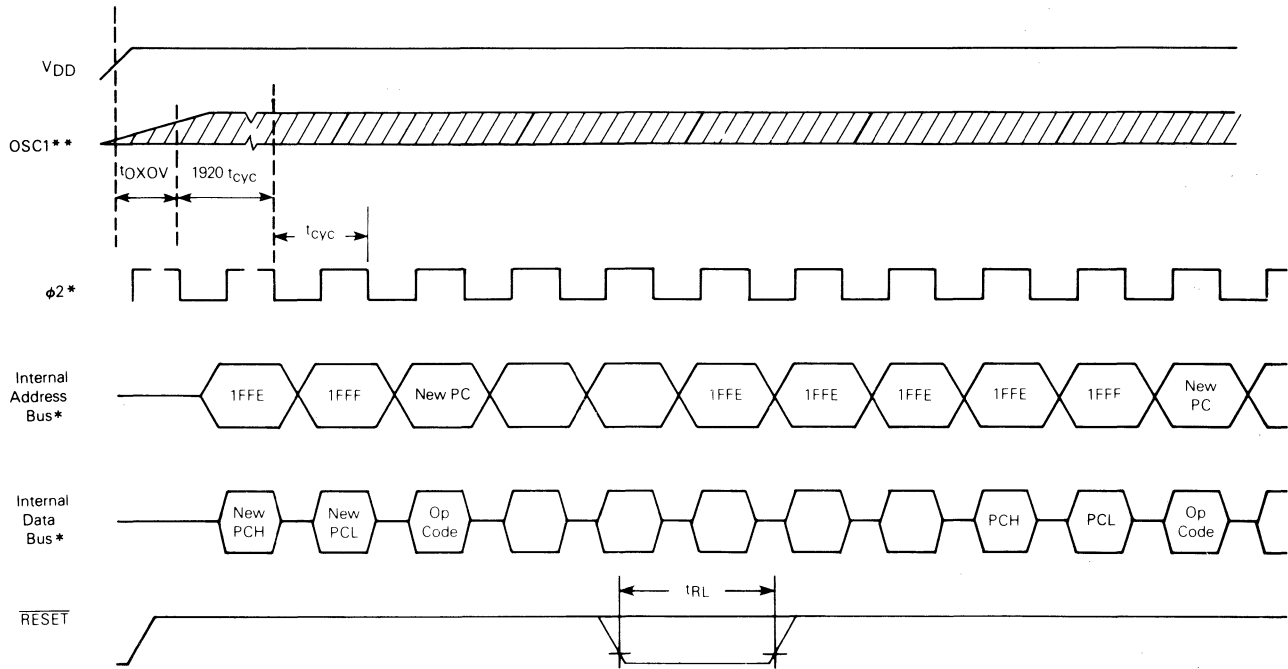 VDD
OSC1**
tOXOV
1920 tcyc
tcyc
ϕ2*
Internal
Address
Bus*
1FFE
1FFF
New PC
1FFE
1FFE
1FFE
1FFE
1FFF
New
PC
Internal
Data
Bus*
New
PCH
New
PCL
Op
Code
PCH
PCL
Op
Code
tRL
RESET